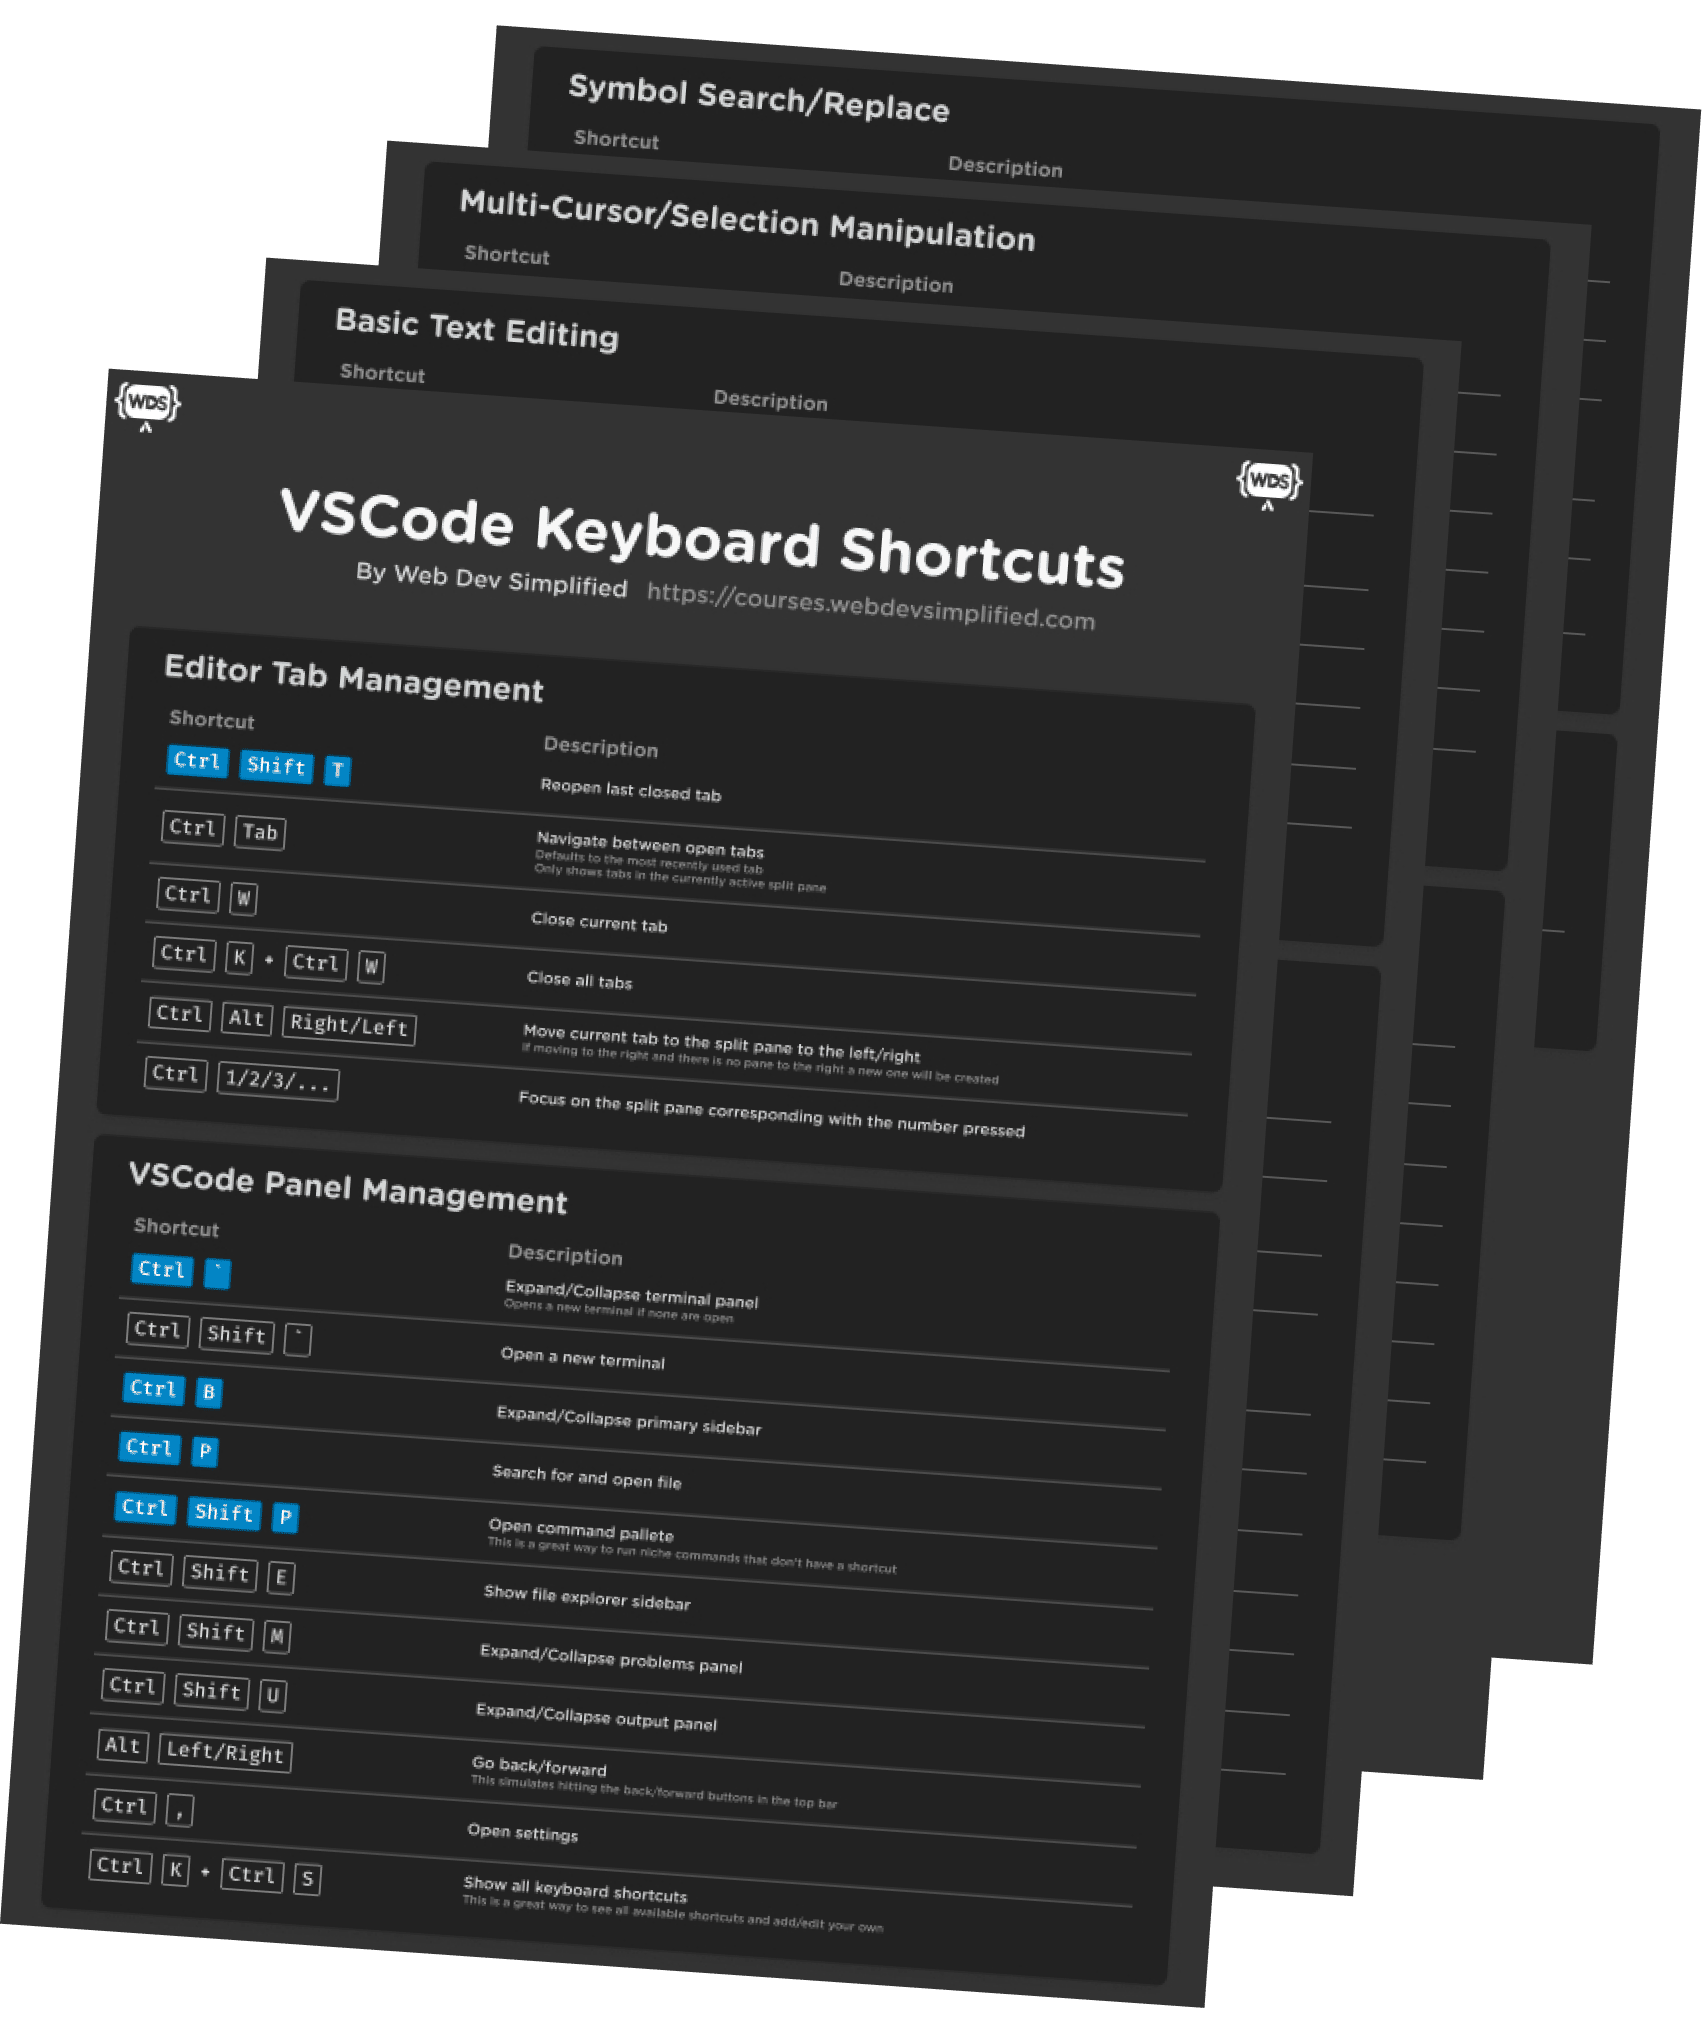 Symbol Search/Replace
Shortcut Description
Multi-Cursor/Selection Manipulation
Shortcut Description
Basic Text Editing
Shortcut Description
{WDS} {WDS}
VSCode Keyboard Shortcuts
By Web Dev Simplified https://courses.webdevsimplified.com
Editor Tab Management
Shortcut Description
Ctrl Shift T Reopen last closed tab
Ctrl Tab Navigate between open tabs
Defaults to the most recently used tab
Only shows tabs in the currently active split pane
Ctrl W Close current tab
Ctrl K + Ctrl W Close all tabs
Ctrl Alt Right/Left Move current tab to the split pane to the left/right
If moving to the right and there is no pane to the right a new one will be created
Ctrl 1/2/3/... Focus on the split pane corresponding with the number pressed
VSCode Panel Management
Shortcut Description
Ctrl ` Expand/Collapse terminal panel
Opens a new terminal if none are open
Ctrl Shift ` Open a new terminal
Ctrl B Expand/Collapse primary sidebar
Ctrl P Search for and open file
Ctrl Shift P Open command pallete
This is a great way to run niche commands that don't have a shortcut
Ctrl Shift E Show file explorer sidebar
Ctrl Shift M Expand/Collapse problems panel
Ctrl Shift U Expand/Collapse output panel
Alt Left/Right Go back/forward
This simulates hitting the back/forward buttons in the top bar
Ctrl , Open settings
Ctrl K + Ctrl S Show all keyboard shortcuts
This is a great way to see all available shortcuts and add/edit your own